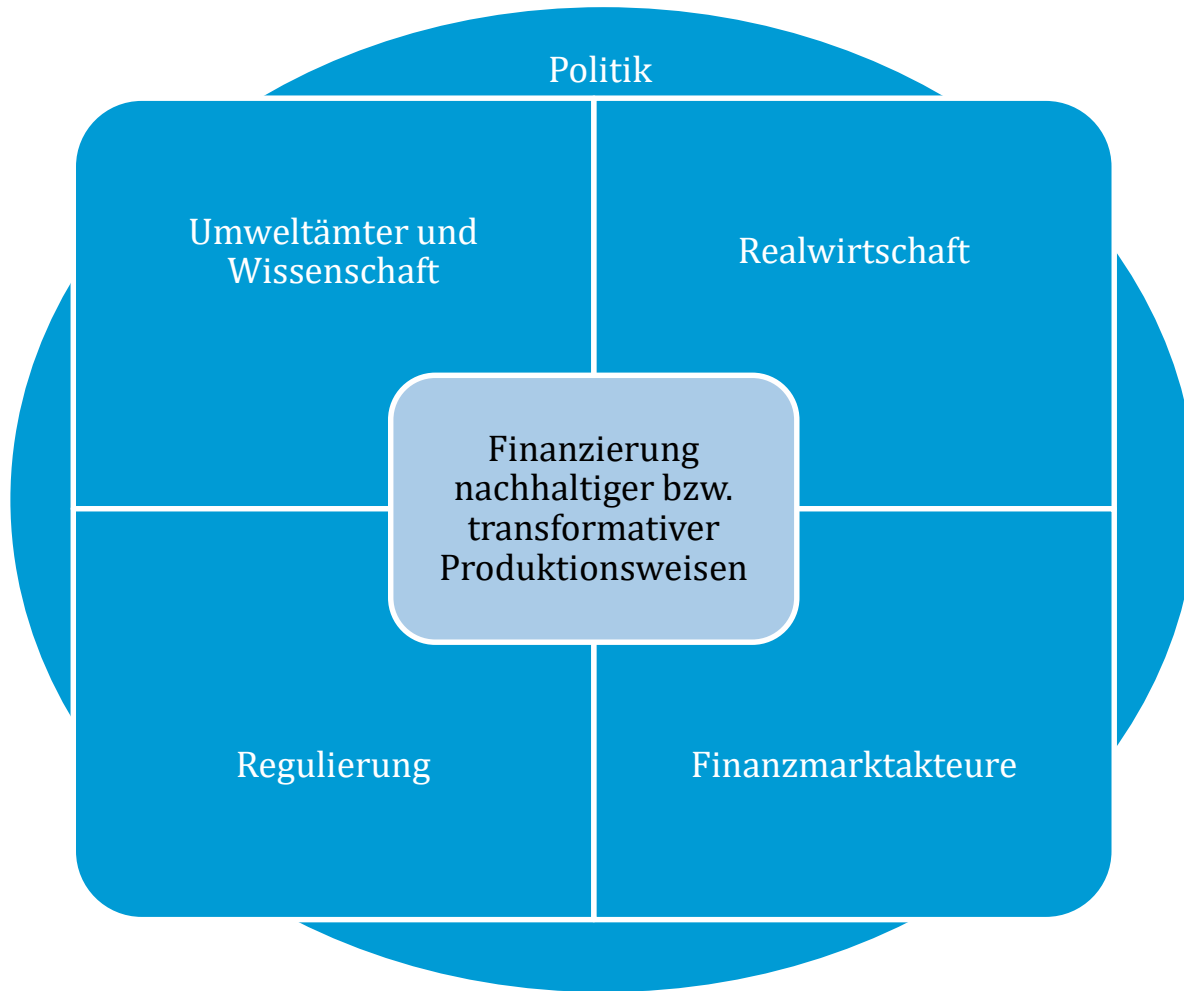 Politik
Umweltämter und
Wissenschaft
Realwirtschaft
Finanzierung
nachhaltiger bzw.
transformativer
Produktionsweisen
Regulierung
Finanzmarktakteure